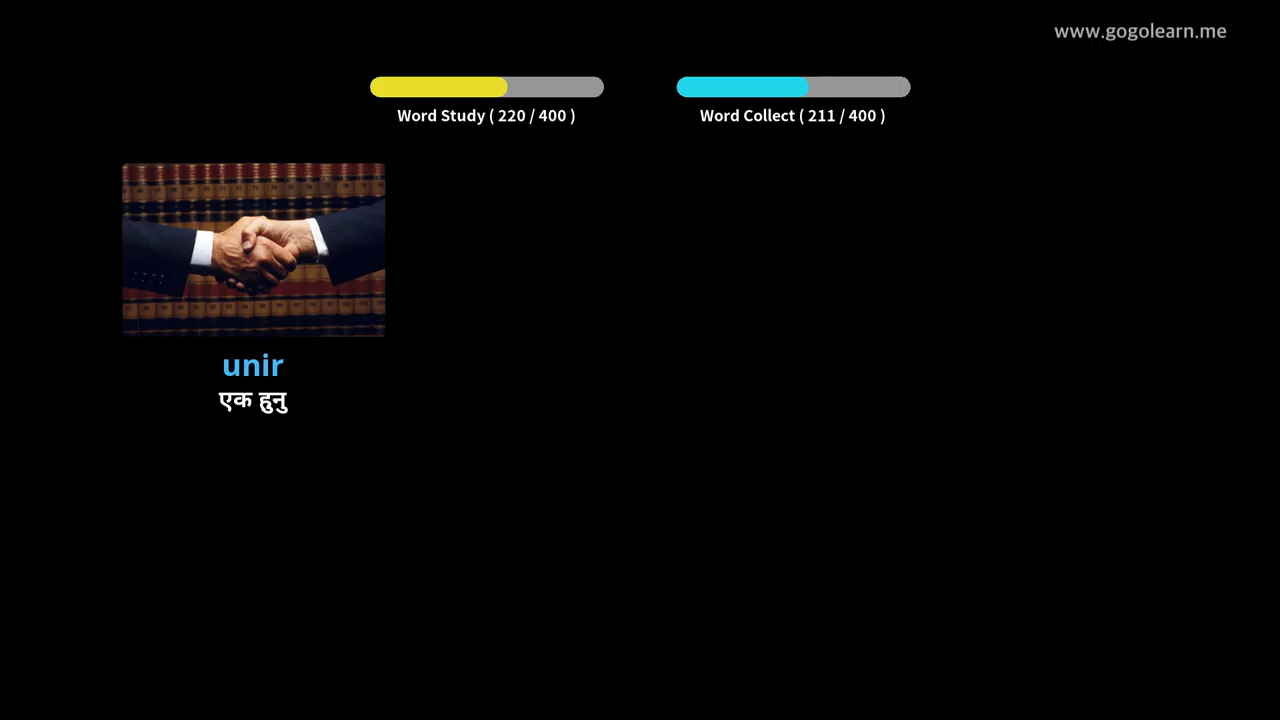 www.gogolearn.me
Word Study ( 220 / 400 )
Word Collect ( 211 / 400 )
unir
एक हुनु